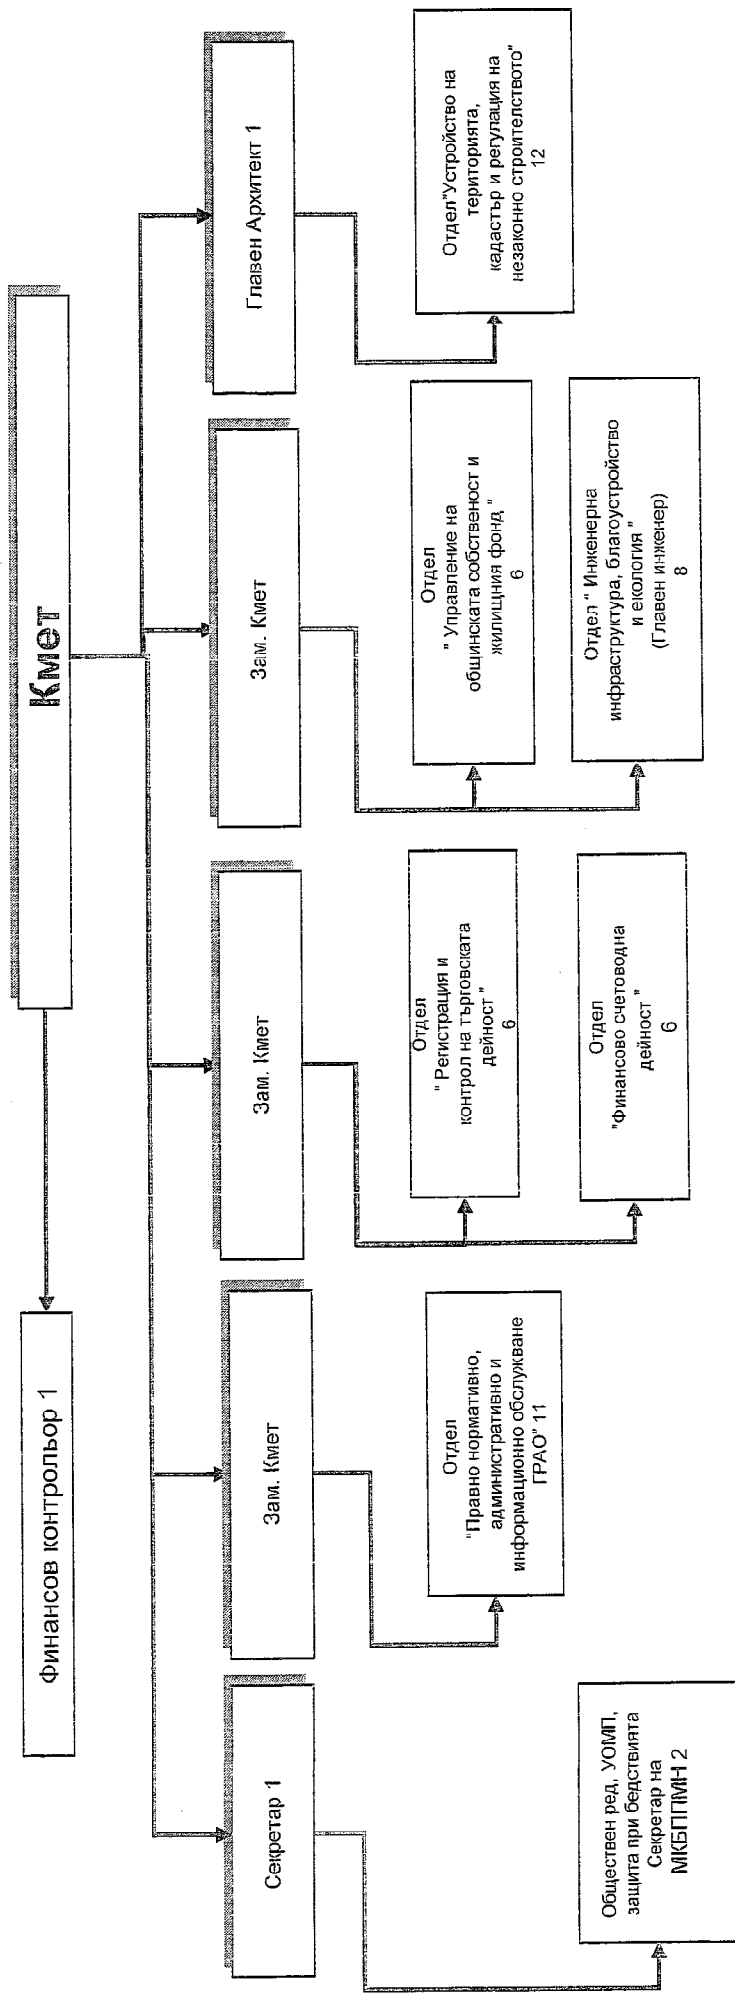 Кмет
Финансов контрольор 1
Секретар 1
Зам. Кмет
Зам. Кмет
Зам. Кмет
Главен Архитект 1
Обществен ред, УОМП,
защита при бедствията
Секретар на
МКБППМН 2
Отдел
"Правно нормативно,
административно и
информационно обслужване
ГРАО" 11
Отдел
" Регистрация и
контрол на търговската
дейност "
6
Отдел
"Финансово счетоводна
дейност "
6
Отдел
" Управление на
общинската собственост и
жилищния фонд "
6
Отдел " Инженерна
инфраструктура, благоустройство
и екология "
(Главен инженер)
8
Отдел"Устройство на
територията,
кадастър и регулация на
незаконно строителството"
12